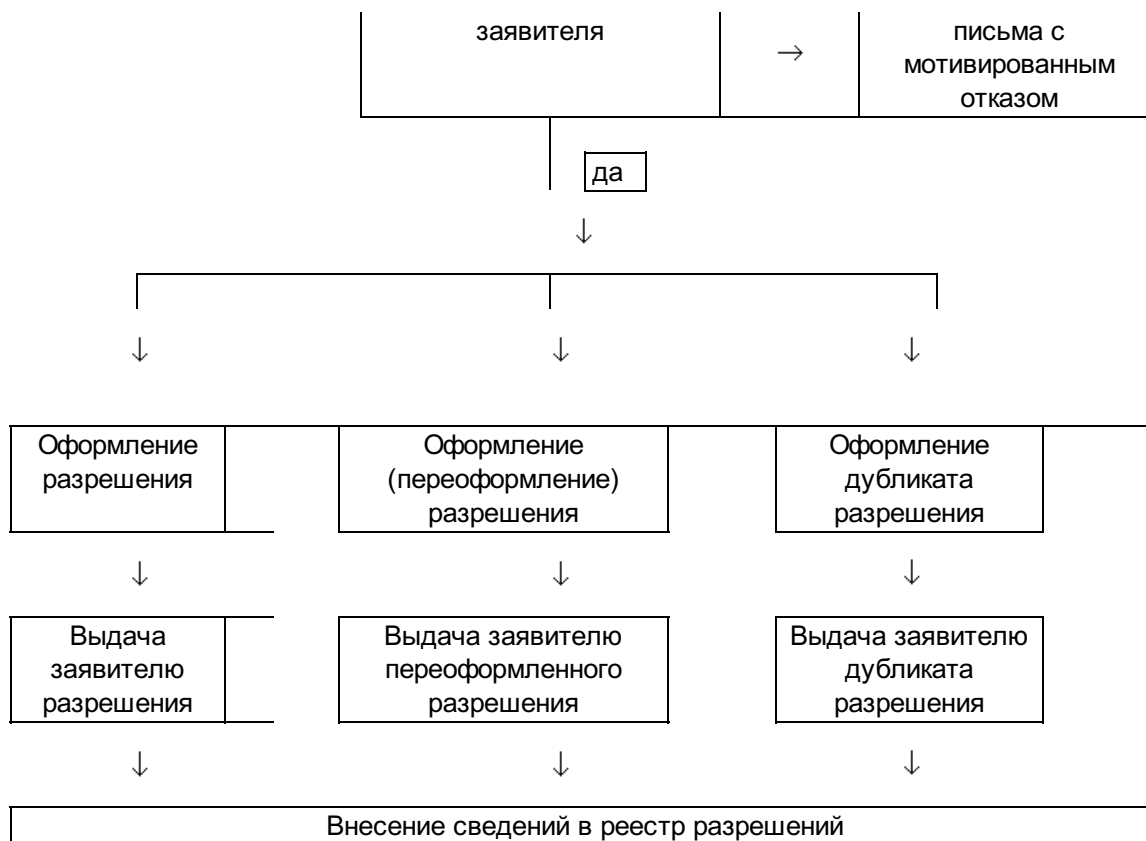 заявителя → письма с
мотивированным
отказом
да
↓
↓ ↓ ↓
Оформление
разрешения
Оформление
(переоформление)
разрешения
Оформление
дубликата
разрешения
↓ ↓ ↓
Выдача
заявителю
разрешения
Выдача заявителю
переоформленного
разрешения
Выдача заявителю
дубликата
разрешения
↓ ↓ ↓
Внесение сведений в реестр разрешений